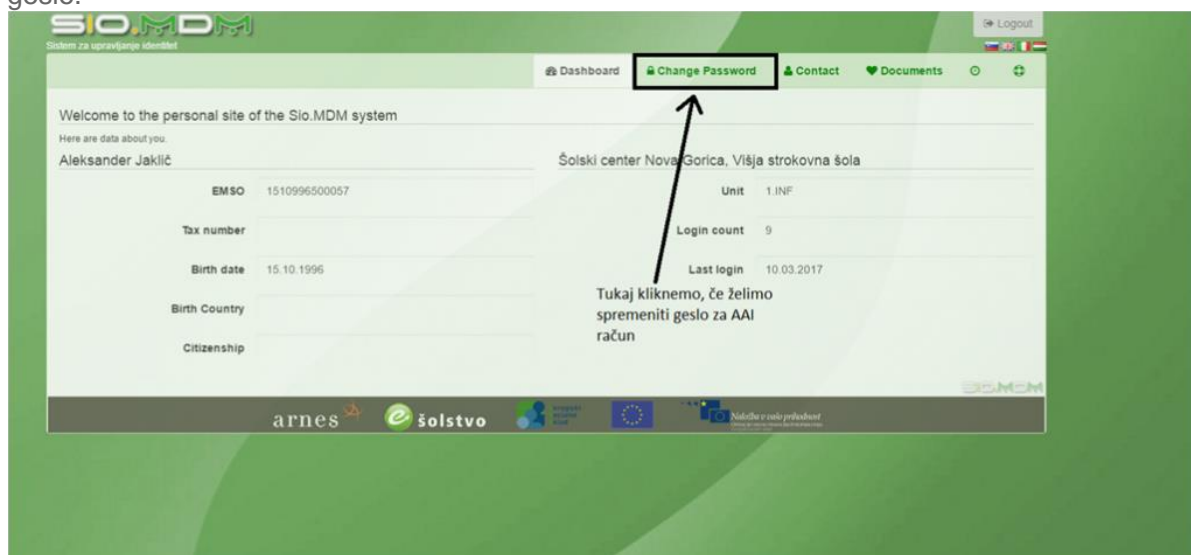 geslo.
SIO.MDM
Sistem za upravljanje identitet
Logout
Dashboard Change Password Contact Documents
Welcome to the personal site of the Sio.MDM system
Here are data about you.
Aleksander Jaklič
Šolski center Nova Gorica, Višja strokovna šola
EMSO 1510996500057
Unit 1.INF
Tax number
Login count 9
Birth date 15.10.1996
Last login 10.03.2017
Birth Country
Citizenship
Tukaj kliknemo, če želimo
spremeniti geslo za AAI
račun
SIO.MDM
arnes e šolstvo
Naložba v vašo prihodnost